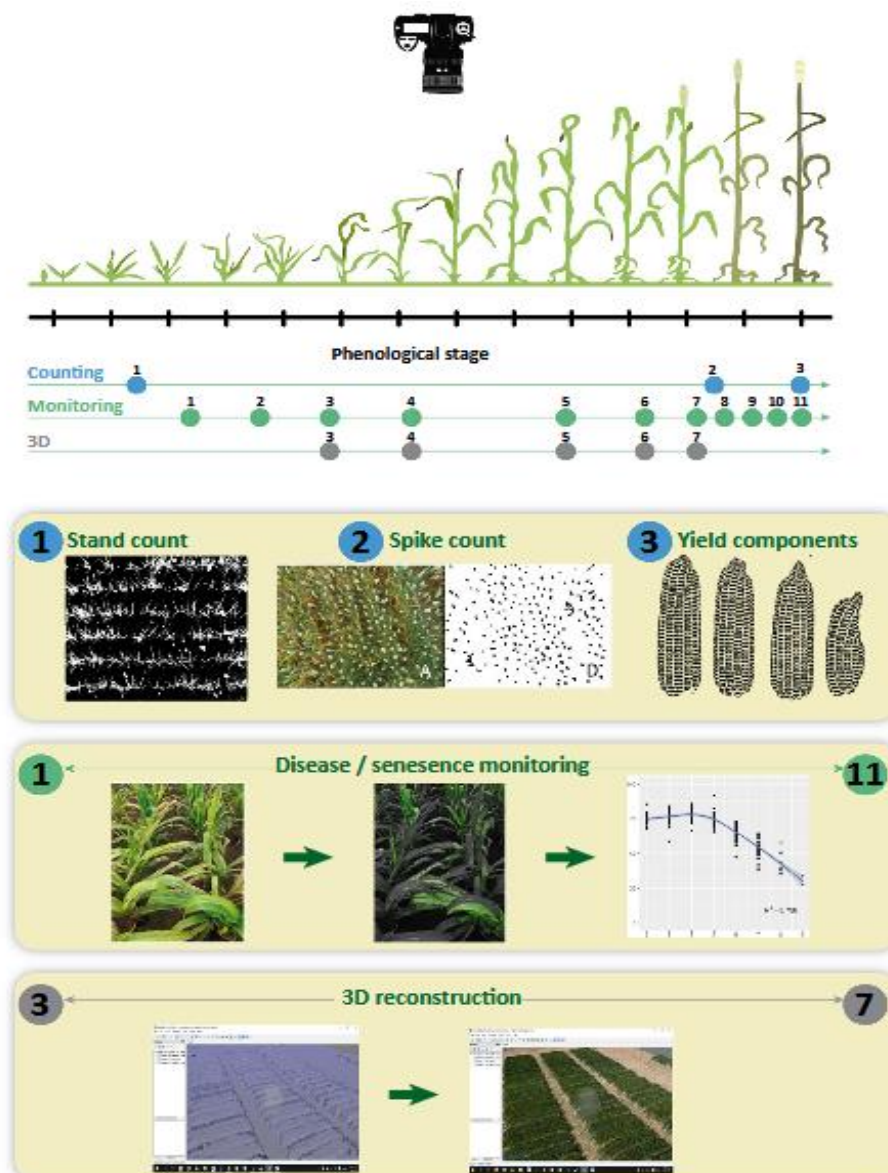 Phenological stage
Counting 1 2 3
Monitoring 1 2 3 4 5 6 7 8 9 10 11
3D 3 4 5 6 7
1 Stand count 2 Spike count 3 Yield components
A D
1 Disease / senesence monitoring 11
3 3D reconstruction 7